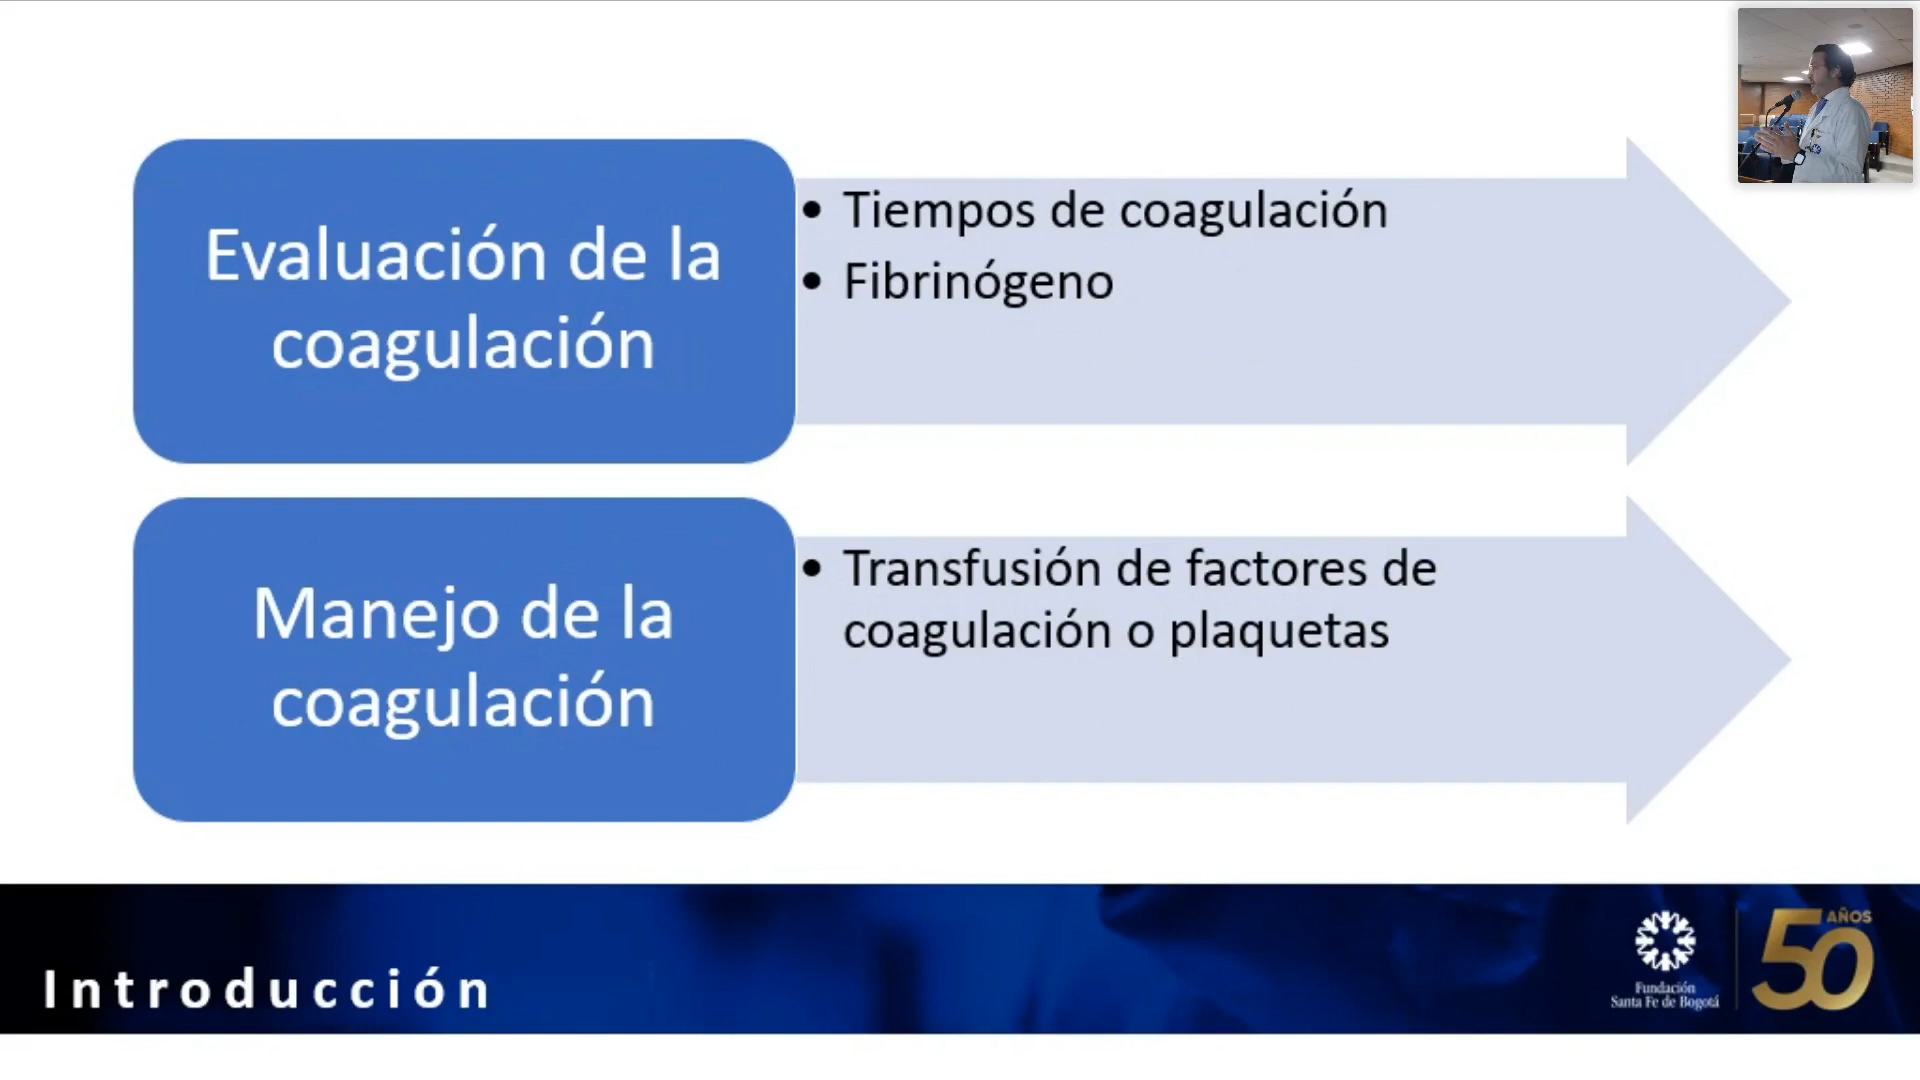 Evaluación de la
coagulación
• Tiempos de coagulación
• Fibrinógeno
Manejo de la
coagulación
• Transfusión de factores de
coagulación o plaquetas
Introducción
Fundación
Santa Fe de Bogotá
50 AÑOS